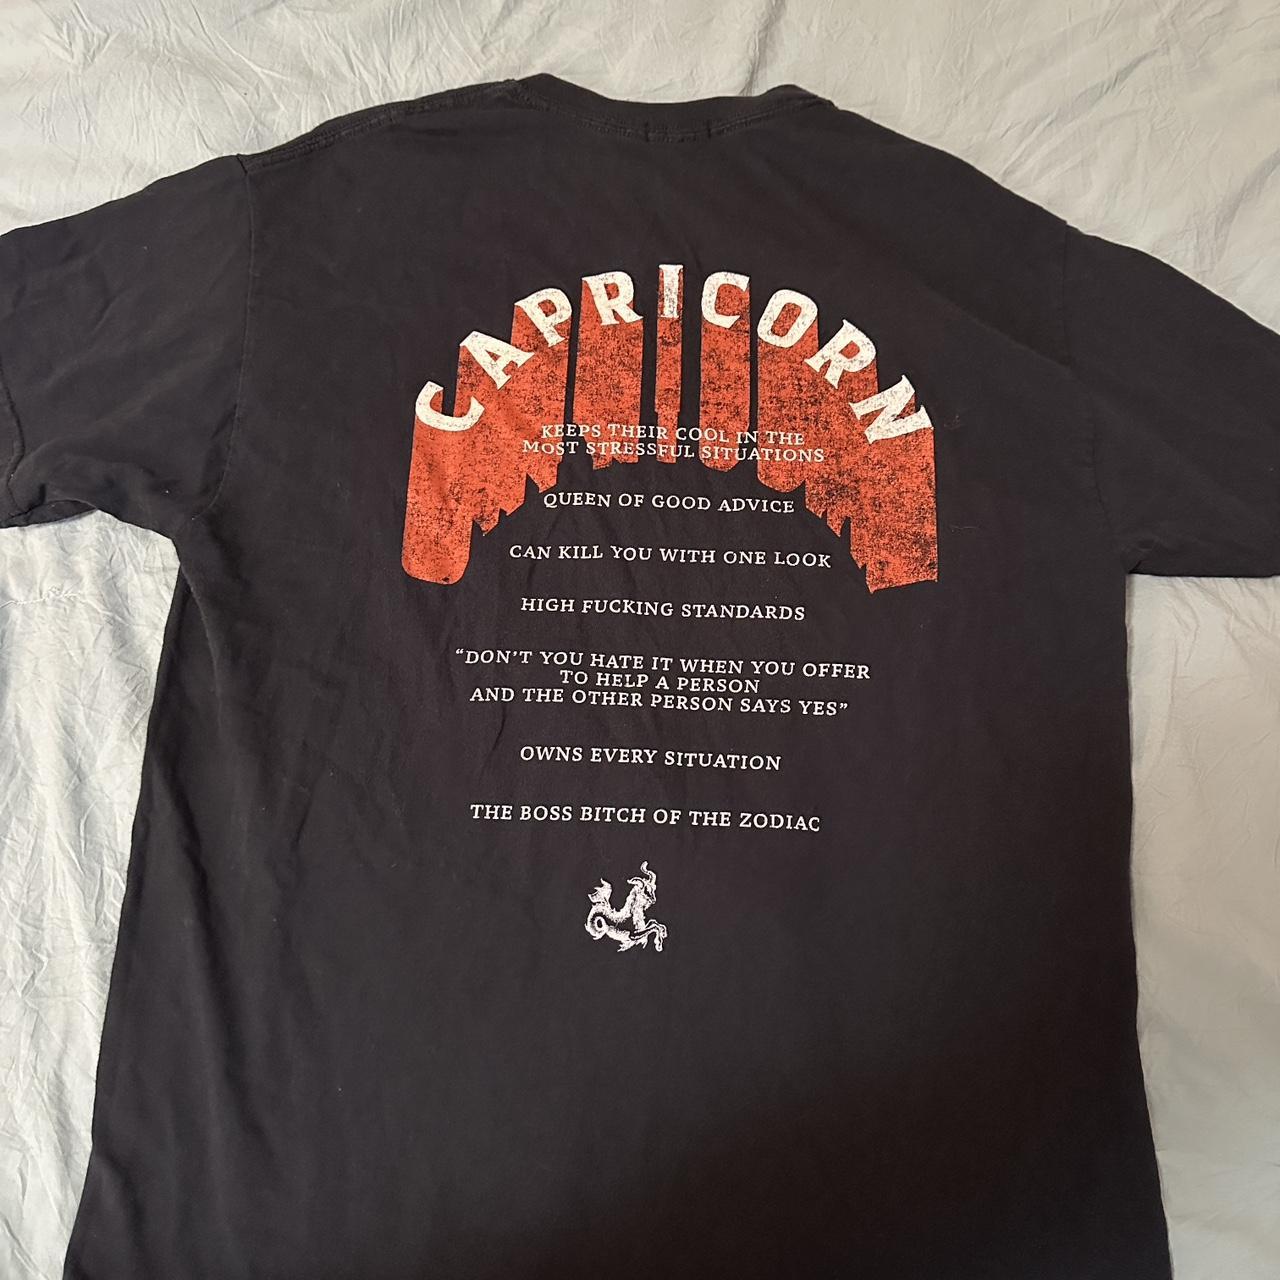 CAPRICORN
KEEPS THEIR COOL IN THE
MOST STRESSFUL SITUATIONS
QUEEN OF GOOD ADVICE
CAN KILL YOU WITH ONE LOOK
HIGH FUCKING STANDARDS
“DON’T YOU HATE IT WHEN YOU OFFER
TO HELP A PERSON
AND THE OTHER PERSON SAYS YES”
OWNS EVERY SITUATION
THE BOSS BITCH OF THE ZODIAC